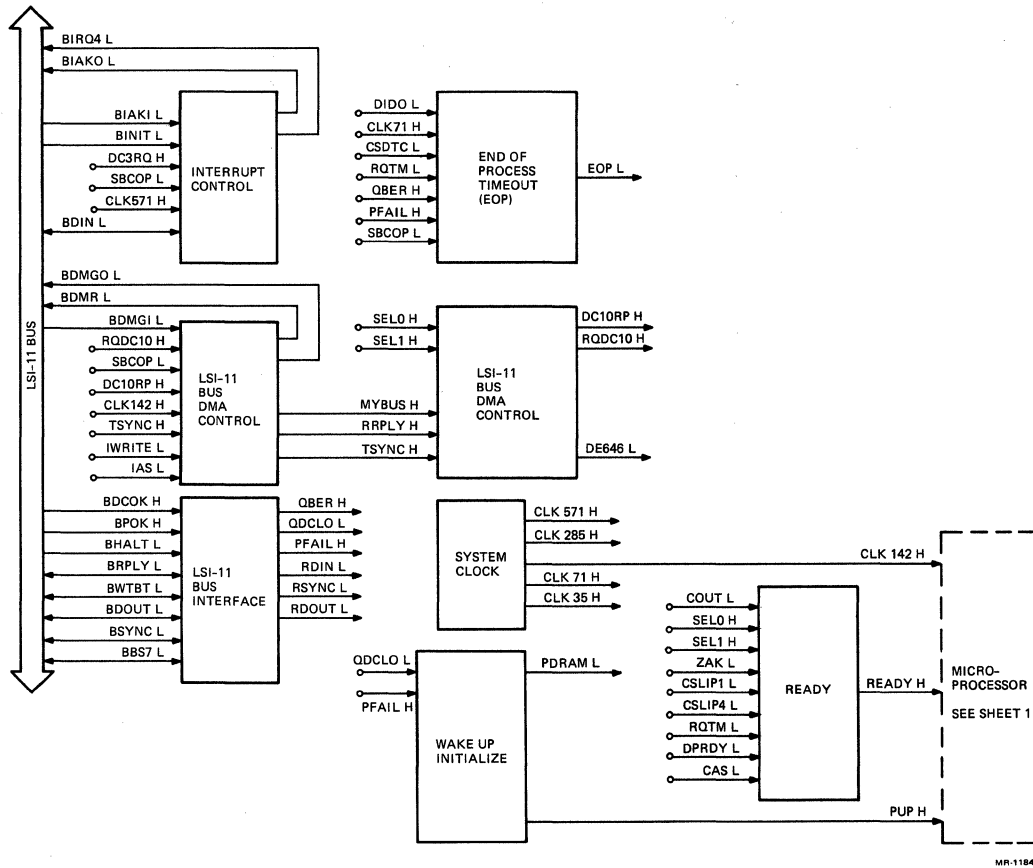 LSI-11 BUS
BIRQ4 L
BIAKO L
BIAKI L
BINIT L
DC3RQ H
SBCOP L
CLK571 H
BDIN L
INTERRUPT
CONTROL
DIDO L
CLK71 H
CSDTC L
RQTM L
QBER H
PFAIL H
SBCOP L
END OF
PROCESS
TIMEOUT
(EOP)
EOP L
BDMGO L
BDMR L
BDMGI L
RQDC10 H
SBCOP L
DC10RP H
CLK142 H
TSYNC H
IWRITE L
IAS L
LSI-11
BUS
DMA
CONTROL
SEL0 H
SEL1 H
MYBUS H
RRPLY H
TSYNC H
LSI-11
BUS
DMA
CONTROL
DC10RP H
RQDC10 H
DE646 L
BDCOK H
BPOK H
BHALT L
BRPLY L
BWTBT L
BDOUT L
BSYNC L
BBS7 L
LSI-11
BUS
INTERFACE
QBER H
QDCLO L
PFAIL H
RDIN L
RSYNC L
RDOUT L
SYSTEM
CLOCK
CLK 571 H
CLK 285 H
CLK 142 H
CLK 71 H
CLK 35 H
QDCLO L
PFAIL H
WAKE UP
INITIALIZE
PDRAM L
PUP H
COUT L
SEL0 H
SEL1 H
ZAK L
CSLIP1 L
CSLIP4 L
RQTM L
DPRDY L
CAS L
READY
READY H
MICRO-
PROCESSOR
SEE SHEET 1
MR-1184